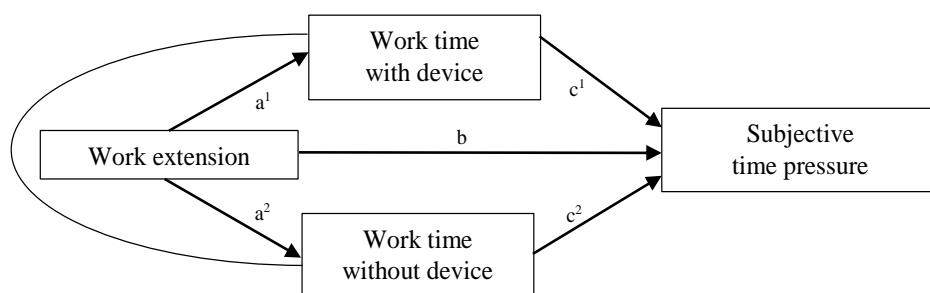 Work time
with device
a¹
c¹
Work extension
b
Subjective
time pressure
a²
c²
Work time
without device